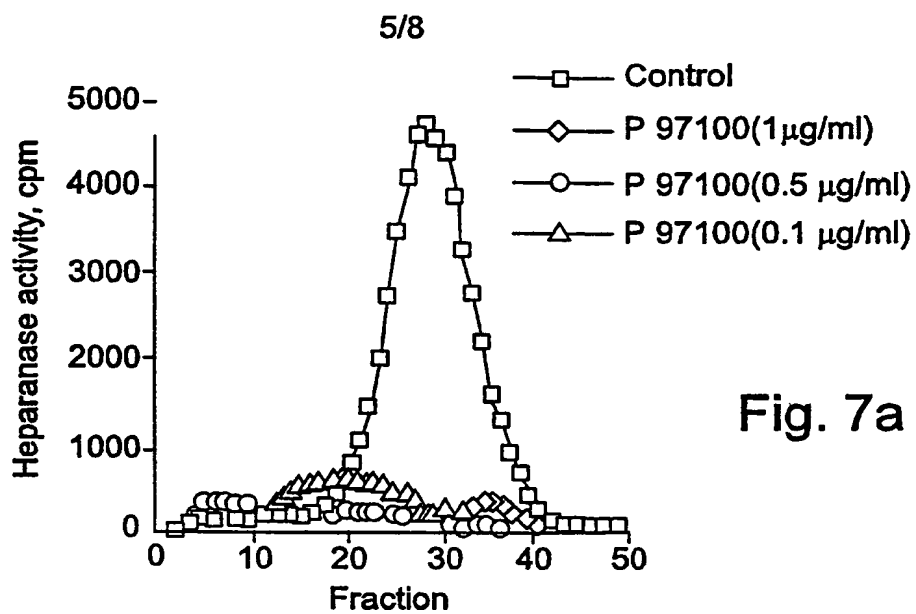 5/8
Control
P 97100(1µg/ml)
P 97100(0.5 µg/ml)
P 97100(0.1 µg/ml)
Heparanase activity, cpm
5000
4000
3000
2000
1000
0
0 10 20 30 40 50
Fraction
Fig. 7a